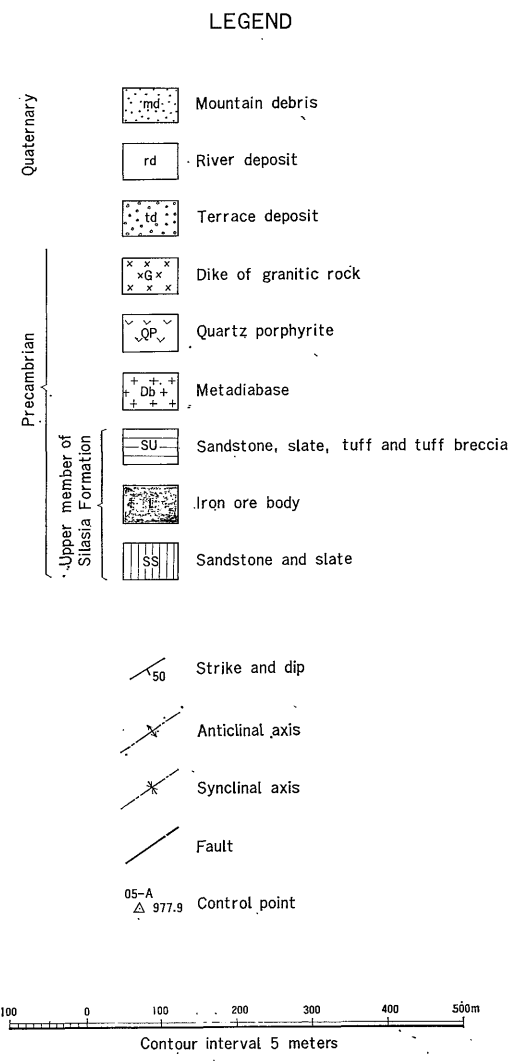 LEGEND
Quaternary
md Mountain debris
rd River deposit
td Terrace deposit
Precambrian
G Dike of granitic rock
QP Quartz porphyrite
Db Metadiabase
Upper member of
Silasia Formation
SU Sandstone, slate, tuff and tuff breccia
Iron ore body
SS Sandstone and slate
50 Strike and dip
Anticlinal axis
Synclinal axis
Fault
05-A
977.9 Control point
100 0 100 200 300 400 500m
Contour interval 5 meters